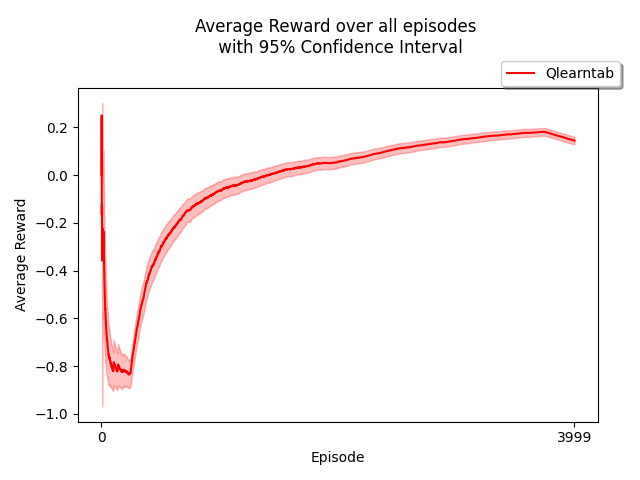 Average Reward over all episodes
with 95% Confidence Interval
Qlearntab
0.2
0.0
−0.2
−0.4
−0.6
−0.8
−1.0
Average Reward
0
3999
Episode